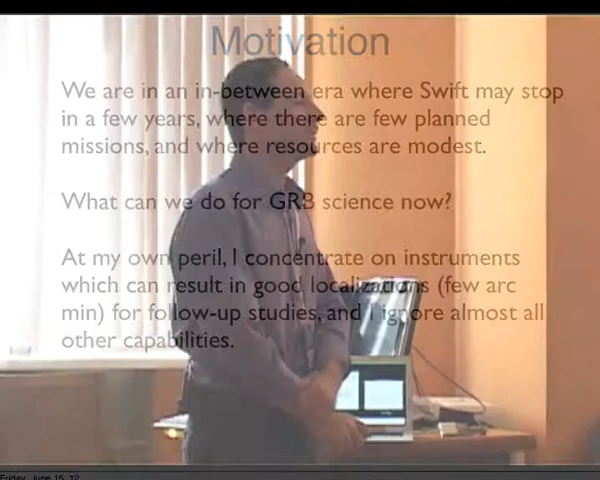 Motivation
We are in an in-between era where Swift may stop
in a few years, where there are few planned
missions, and where resources are modest.
What can we do for GRB science now?
At my own peril, I concentrate on instruments
which can result in good localizations (few arc
min) for follow-up studies, and I ignore almost all
other capabilities.
Friday, June 15, 12